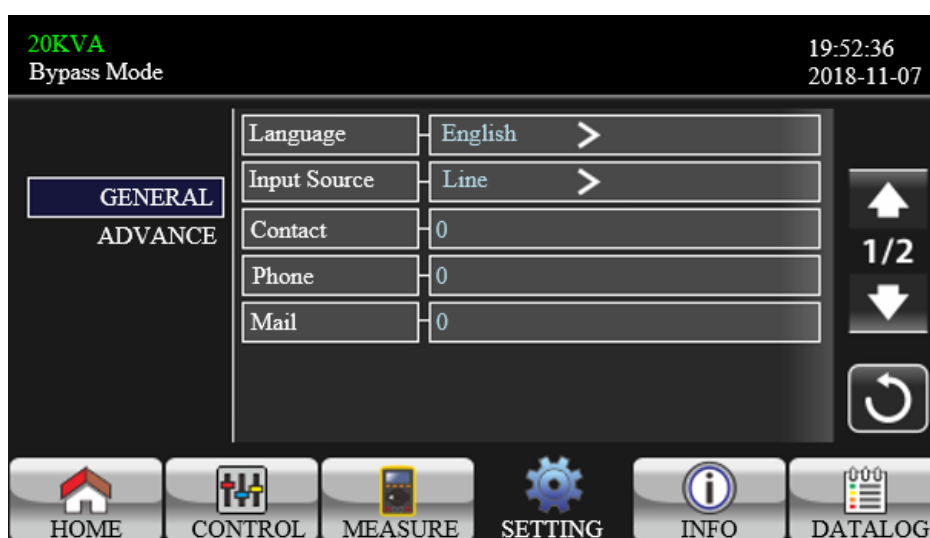 20KVA
Bypass Mode
19:52:36
2018-11-07
GENERAL
ADVANCE
Language English >
Input Source Line >
Contact 0
Phone 0
Mail 0
1/2
HOME CONTROL MEASURE SETTING INFO DATALOG